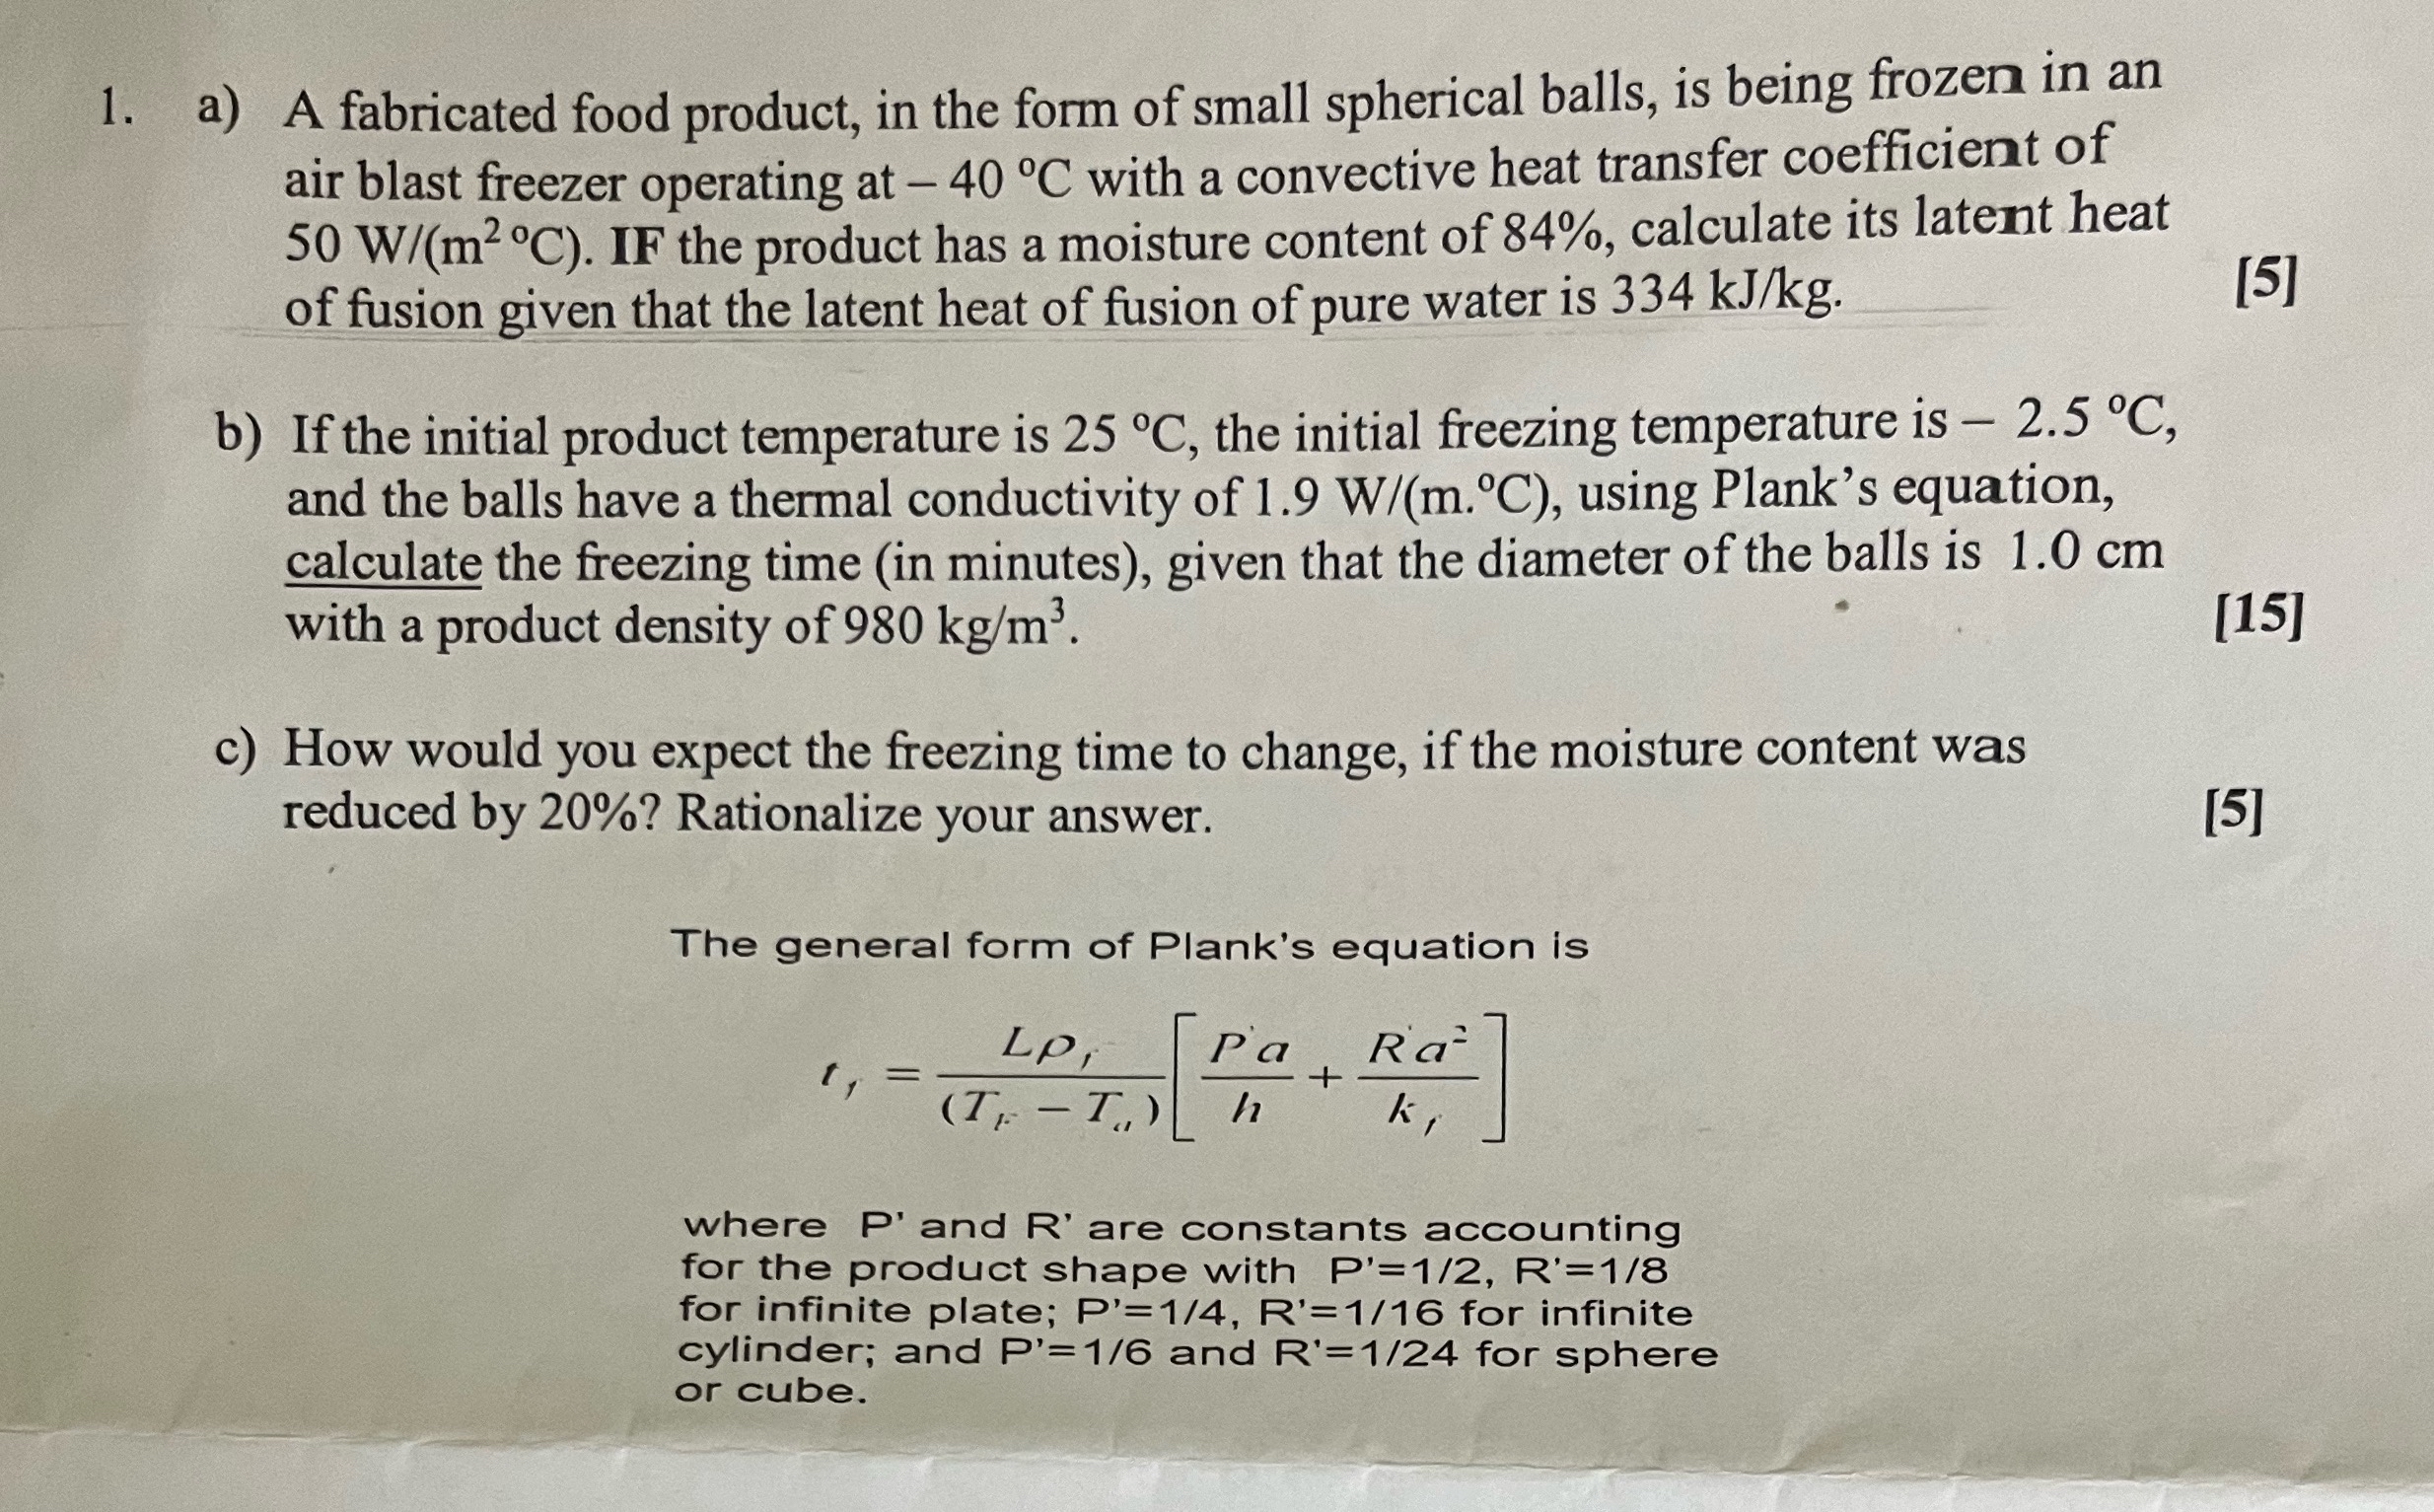 1. a) A fabricated food product, in the form of small spherical balls, is being frozen in an
air blast freezer operating at – 40 ºC with a convective heat transfer coefficient of
50 W/(m² ºC). IF the product has a moisture content of 84%, calculate its latent heat
of fusion given that the latent heat of fusion of pure water is 334 kJ/kg. [5]
b) If the initial product temperature is 25 ºC, the initial freezing temperature is – 2.5 ºC,
and the balls have a thermal conductivity of 1.9 W/(m.ºC), using Plank's equation,
calculate the freezing time (in minutes), given that the diameter of the balls is 1.0 cm
with a product density of 980 kg/m³. [15]
c) How would you expect the freezing time to change, if the moisture content was
reduced by 20%? Rationalize your answer. [5]
The general form of Plank's equation is
t_f = Lρ_f / (T_F – T_a) [ P'a / h + R'a² / k_f ]
where P' and R' are constants accounting
for the product shape with P'=1/2, R'=1/8
for infinite plate; P'=1/4, R'=1/16 for infinite
cylinder; and P'=1/6 and R'=1/24 for sphere
or cube.